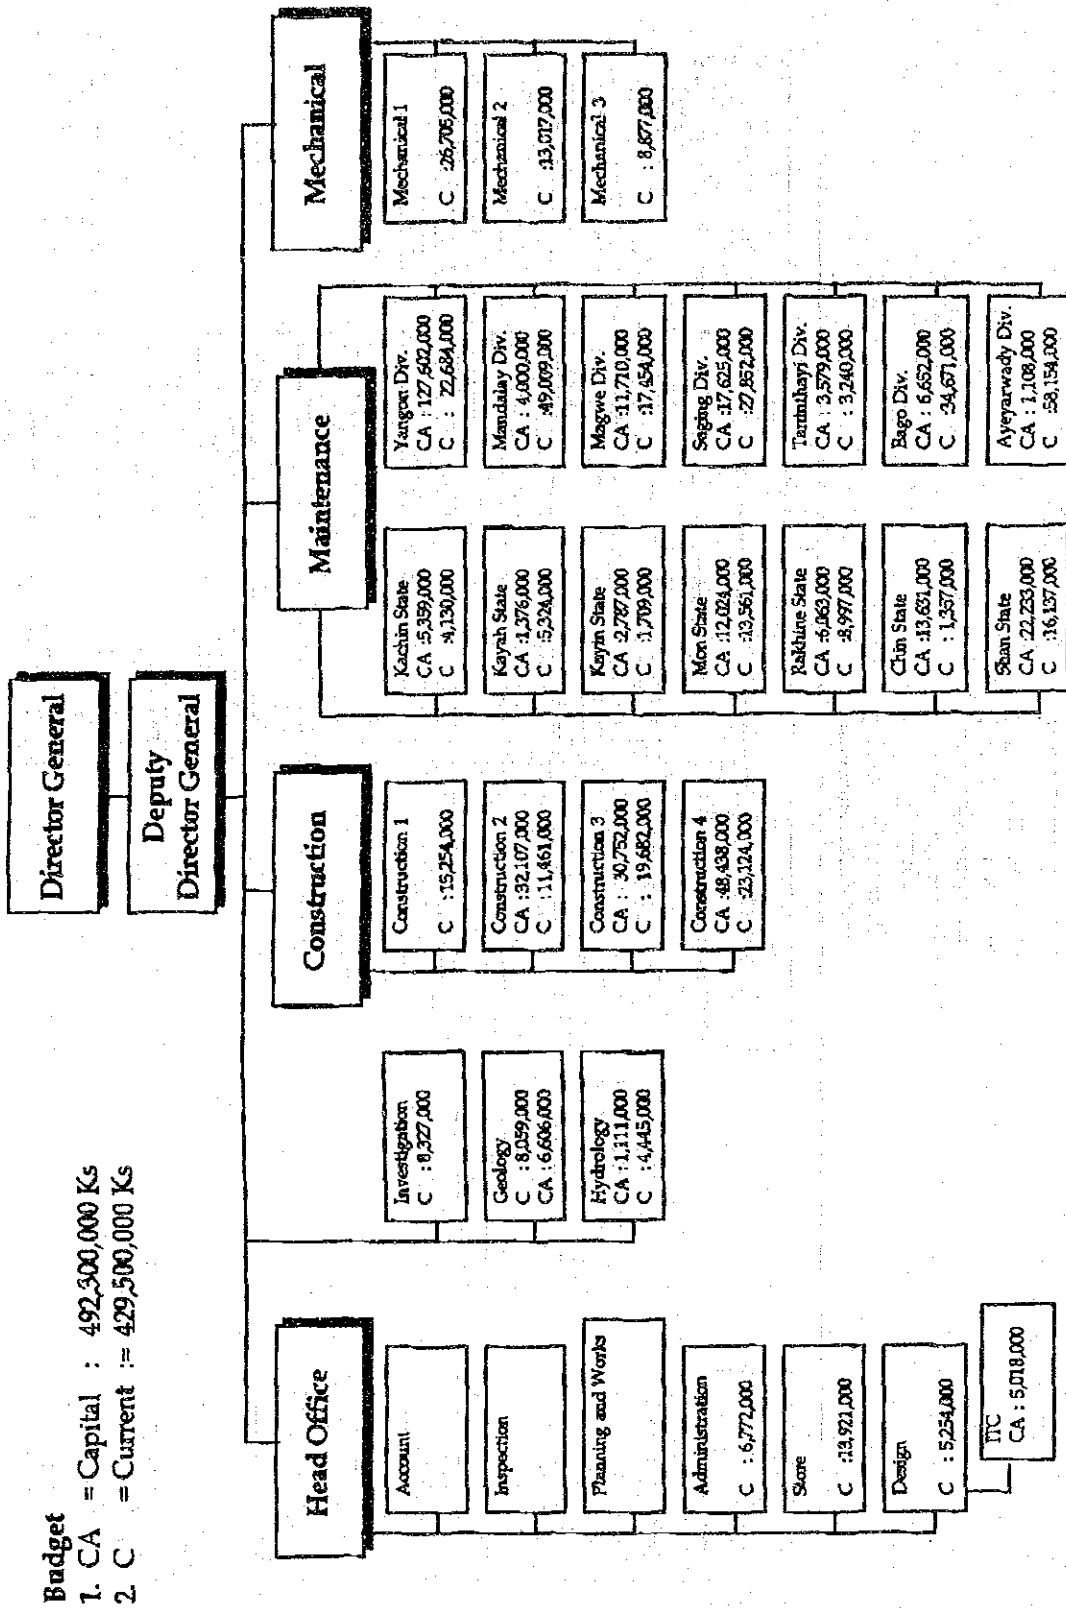 Budget
1. CA = Capital : 492,300,000 Ks
2. C = Current := 429,500,000 Ks
Director General
Deputy
Director General
Head Office
Account
Inspection
Planning and Works
Administration
C : 6,772,000
Store
C :13,921,000
Design
C : 5,254,000
ITC
CA : 5,018,000
Investigation
C :8,327,000
Geology
C : 8,059,000
CA : 6,606,000
Hydrology
CA : 1,111,000
C : 4,445,000
Construction
Construction 1
C :15,254,000
Construction 2
CA :32,107,000
C : 11,461,000
Construction 3
CA : 30,752,000
C : 19,682,000
Construction 4
CA :48,438,000
C :23,124,000
Maintenance
Kachin State
CA :5,359,000
C :4,130,000
Kayah State
CA :1,376,000
C :5,324,000
Kayin State
CA :2,787,000
C :1,709,000
Mon State
CA :12,024,000
C :13,561,000
Rakhine State
CA :6,063,000
C :8,997,000
Chin State
CA :13,631,000
C : 1,357,000
Shan State
CA :22,233,000
C :16,137,000
Yangon Div.
CA : 127,602,000
C : 22,684,000
Mandalay Div.
CA : 4,000,000
C :49,009,000
Magwe Div.
CA :11,710,000
C :17,454,000
Saging Div.
CA :17,625,000
C :27,852,000
Taninthayi Div.
CA : 3,579,000
C : 3,240,000
Bago Div.
CA : 6,652,000
C :34,671,000
Ayeyarwady Div.
CA : 1,108,000
C :58,154,000
Mechanical
Mechanical 1
C :26,705,000
Mechanical 2
C :13,017,000
Mechanical 3
C : 8,877,000